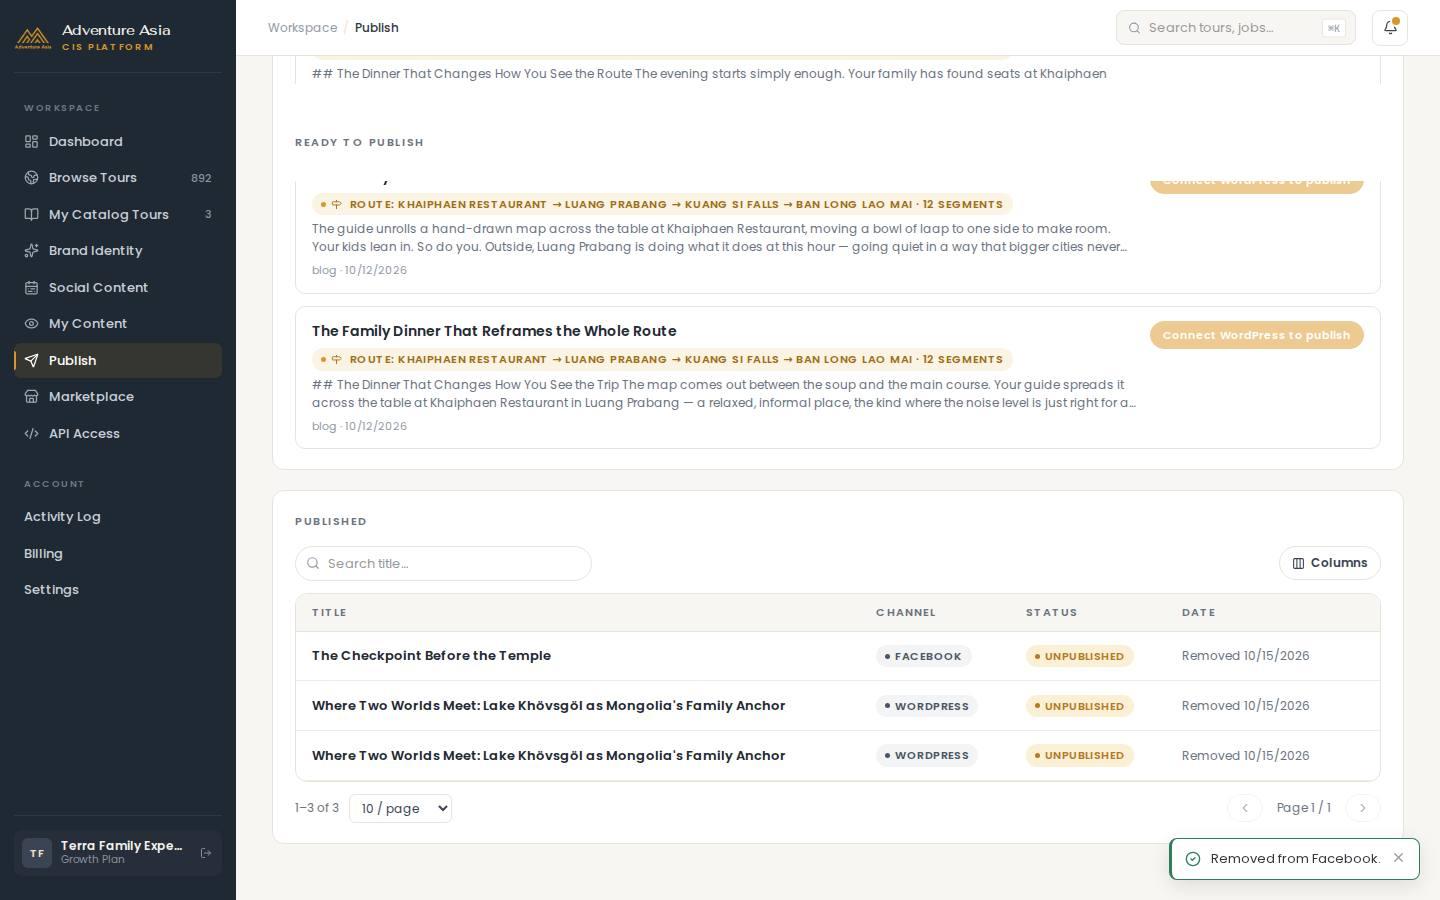 Adventure Asia
CIS PLATFORM
Adventure Asia
WORKSPACE
Dashboard
Browse Tours 892
My Catalog Tours 3
Brand Identity
Social Content
My Content
Publish
Marketplace
API Access
ACCOUNT
Activity Log
Billing
Settings
TF
Terra Family Expe...
Growth Plan
Workspace / Publish
Search tours, jobs...
⌘K
## The Dinner That Changes How You See the Route The evening starts simply enough. Your family has found seats at Khaiphaen
READY TO PUBLISH
Connect WordPress to publish
ROUTE: KHAIPHAEN RESTAURANT → LUANG PRABANG → KUANG SI FALLS → BAN LONG LAO MAI · 12 SEGMENTS
The guide unrolls a hand-drawn map across the table at Khaiphaen Restaurant, moving a bowl of laap to one side to make room.
Your kids lean in. So do you. Outside, Luang Prabang is doing what it does at this hour — going quiet in a way that bigger cities never...
blog · 10/12/2026
The Family Dinner That Reframes the Whole Route
Connect WordPress to publish
ROUTE: KHAIPHAEN RESTAURANT → LUANG PRABANG → KUANG SI FALLS → BAN LONG LAO MAI · 12 SEGMENTS
## The Dinner That Changes How You See the Trip The map comes out between the soup and the main course. Your guide spreads it
across the table at Khaiphaen Restaurant in Luang Prabang — a relaxed, informal place, the kind where the noise level is just right for a...
blog · 10/12/2026
PUBLISHED
Search title...
Columns
TITLE CHANNEL STATUS DATE
The Checkpoint Before the Temple FACEBOOK UNPUBLISHED Removed 10/15/2026
Where Two Worlds Meet: Lake Khövsgöl as Mongolia's Family Anchor WORDPRESS UNPUBLISHED Removed 10/15/2026
Where Two Worlds Meet: Lake Khövsgöl as Mongolia's Family Anchor WORDPRESS UNPUBLISHED Removed 10/15/2026
1–3 of 3 10 / page Page 1 / 1
Removed from Facebook.